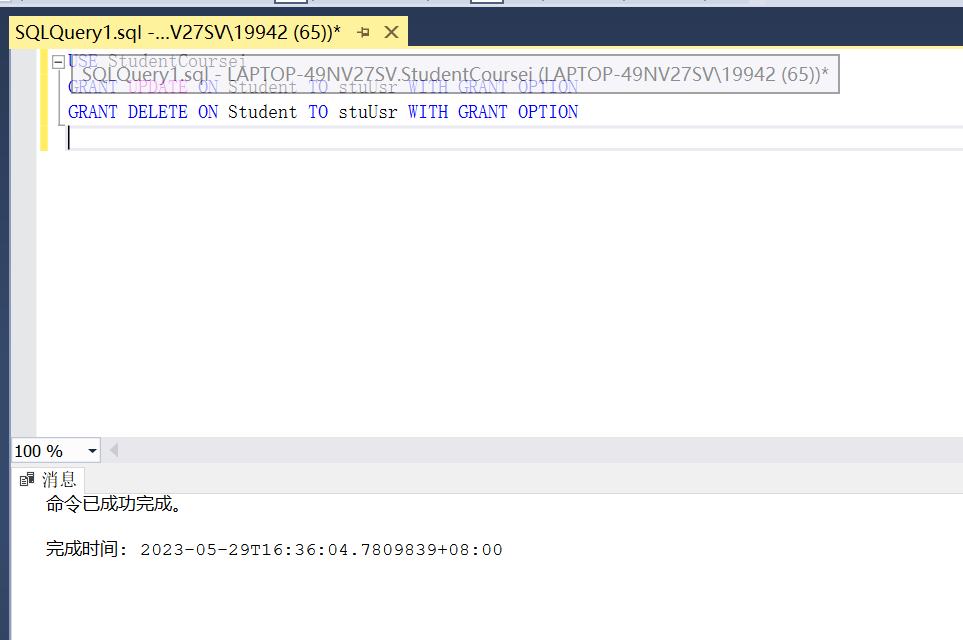 SQLQuery1.sql -...V27SV\19942 (65))*
USE StudentCoursei
SQLQuery1.sql - LAPTOP-49NV27SV.StudentCoursei (LAPTOP-49NV27SV\19942 (65))*
GRANT UPDATE ON Student TO stuUsr WITH GRANT OPTION
GRANT DELETE ON Student TO stuUsr WITH GRANT OPTION
100 %
消息
命令已成功完成。
完成时间: 2023-05-29T16:36:04.7809839+08:00